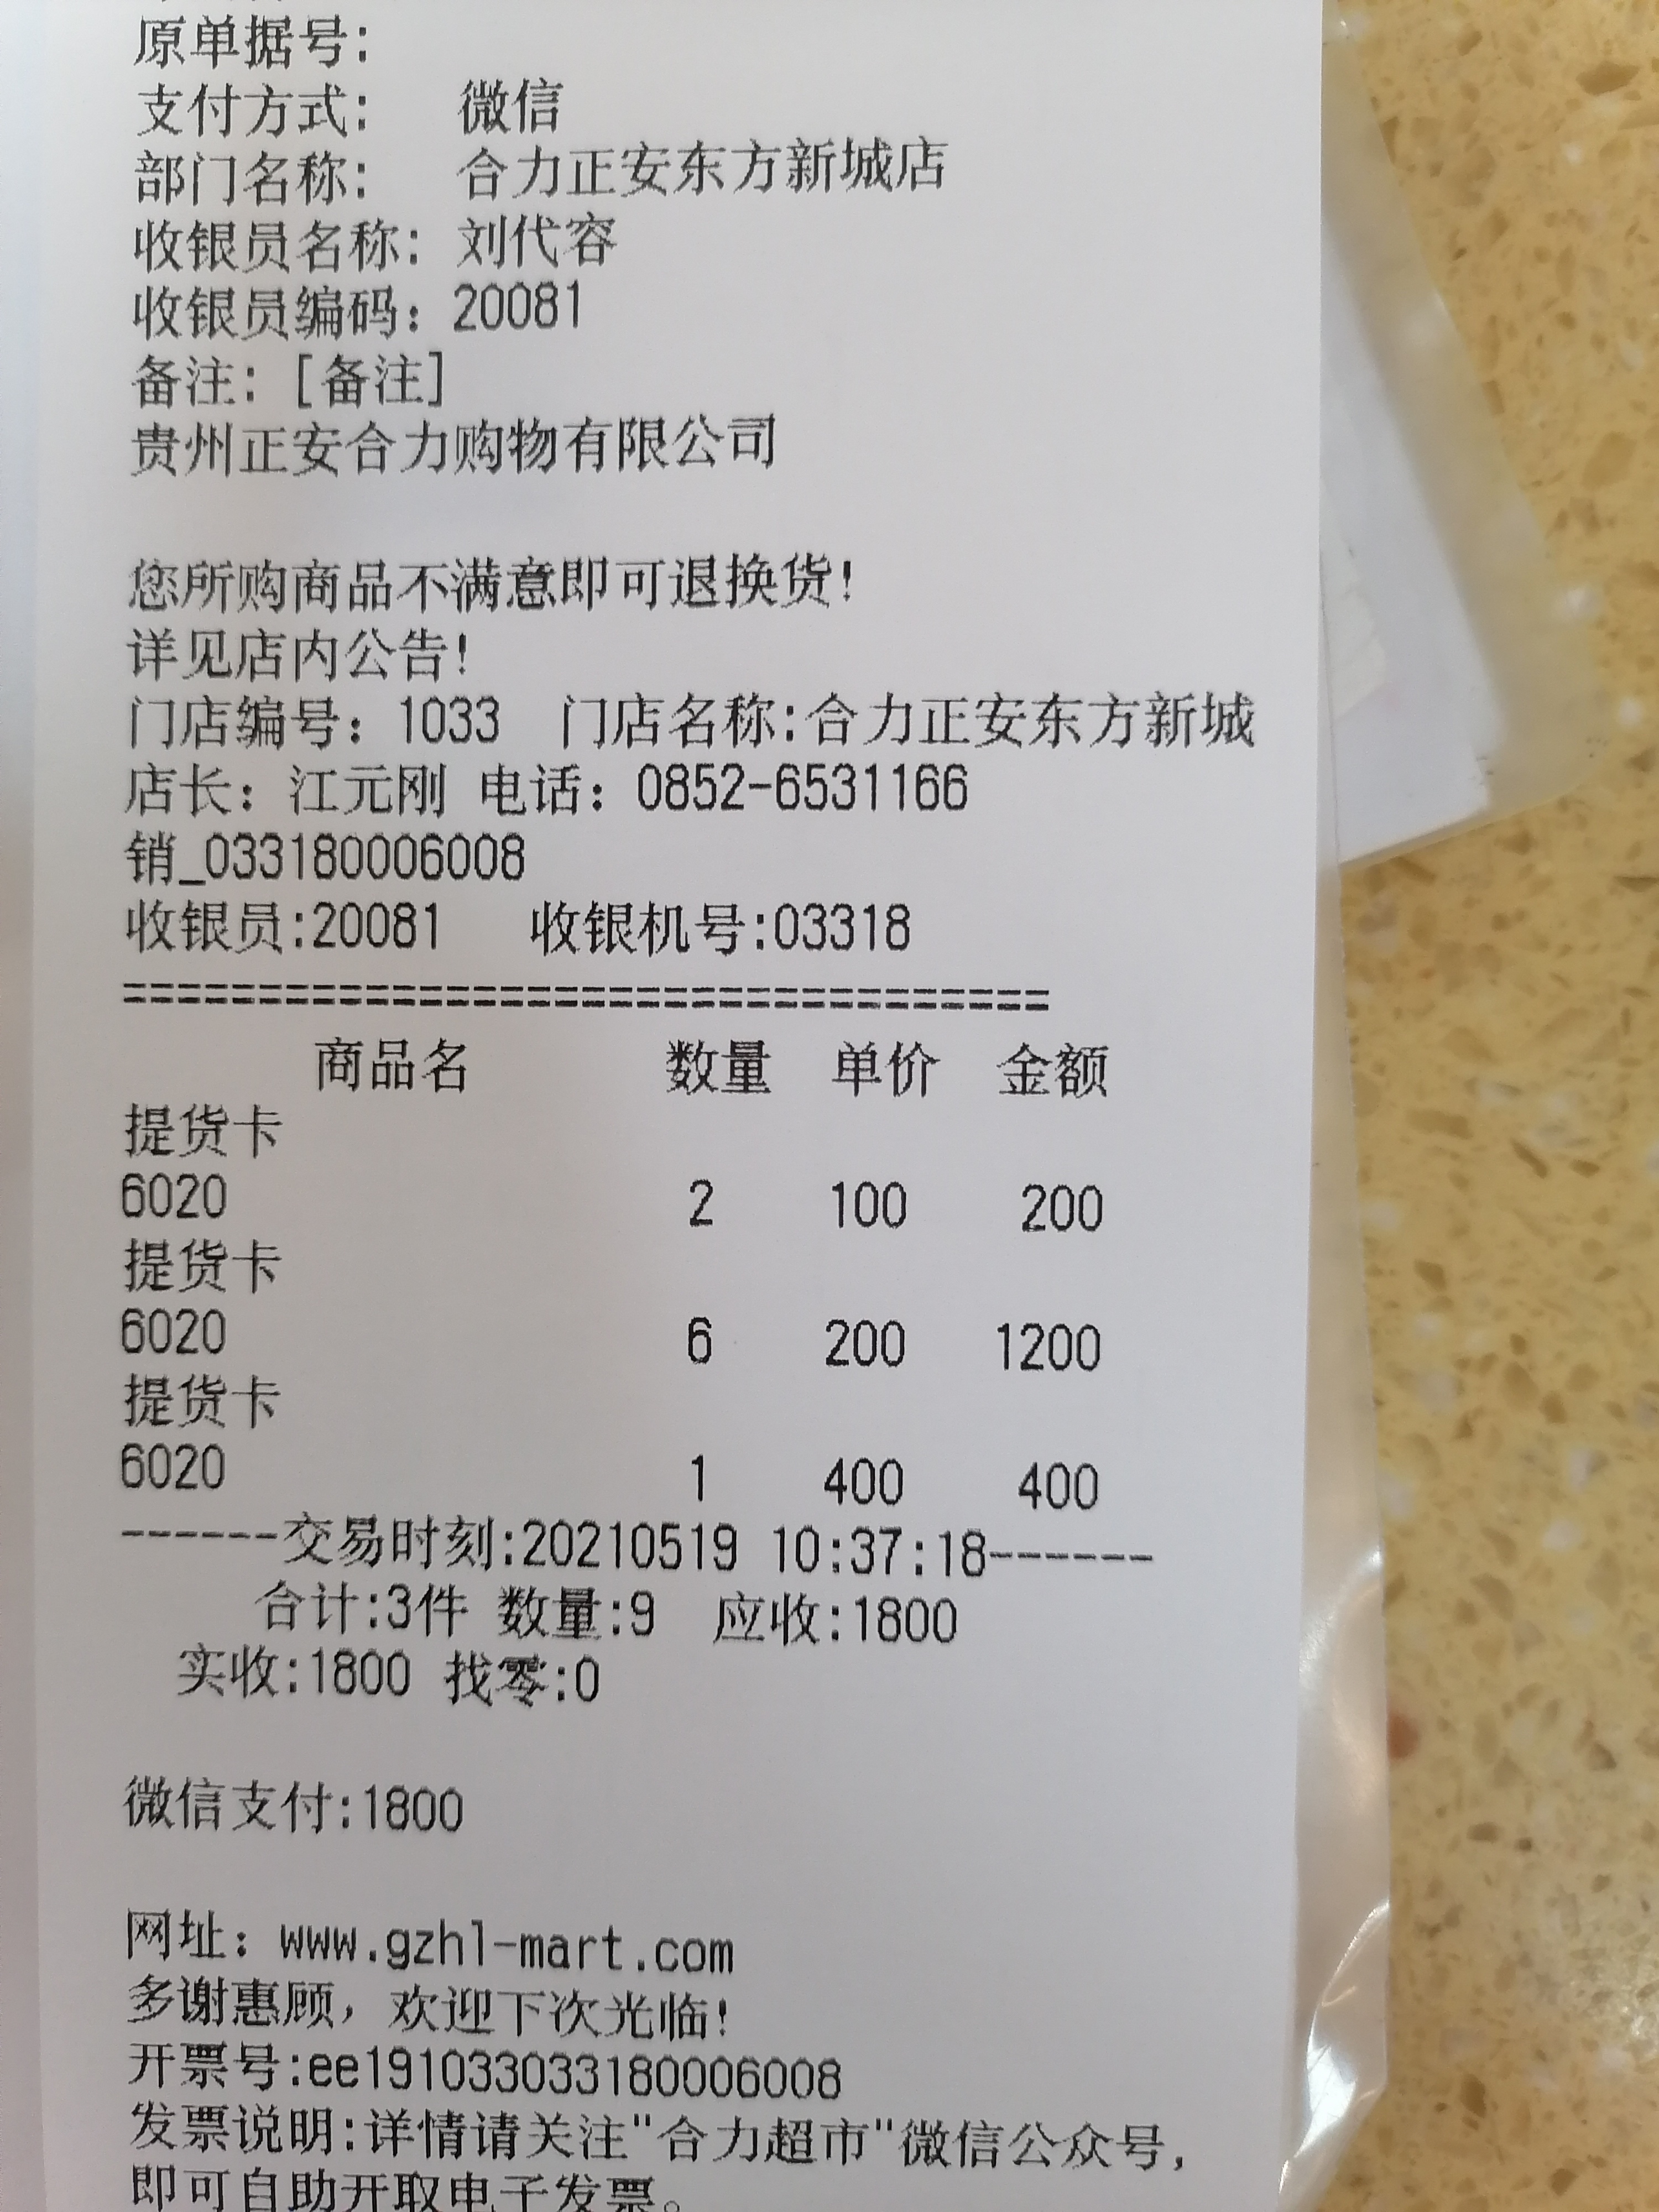 原单据号:
支付方式: 微信
部门名称: 合力正安东方新城店
收银员名称: 刘代容
收银员编码: 20081
备注: [备注]
贵州正安合力购物有限公司
您所购商品不满意即可退换货!
详见店内公告!
门店编号: 1033 门店名称:合力正安东方新城
店长: 江元刚 电话: 0852-6531166
销_033180006008
收银员:20081 收银机号:03318
==================================
商品名 数量 单价 金额
提货卡
6020 2 100 200
提货卡
6020 6 200 1200
提货卡
6020 1 400 400
------交易时刻:20210519 10:37:18------
合计:3件 数量:9 应收:1800
实收:1800 找零:0
微信支付:1800
网址: www.gzhl-mart.com
多谢惠顾, 欢迎下次光临!
开票号:ee191033033180006008
发票说明:详情请关注"合力超市"微信公众号,
即可自助开取电子发票。